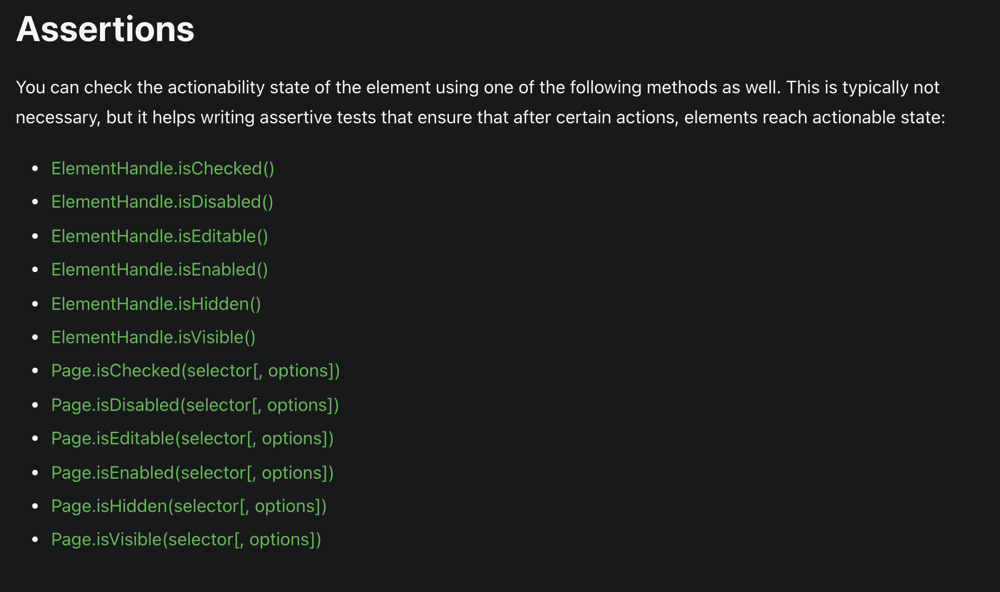 Assertions
You can check the actionability state of the element using one of the following methods as well. This is typically not
necessary, but it helps writing assertive tests that ensure that after certain actions, elements reach actionable state:
• ElementHandle.isChecked()
• ElementHandle.isDisabled()
• ElementHandle.isEditable()
• ElementHandle.isEnabled()
• ElementHandle.isHidden()
• ElementHandle.isVisible()
• Page.isChecked(selector[, options])
• Page.isDisabled(selector[, options])
• Page.isEditable(selector[, options])
• Page.isEnabled(selector[, options])
• Page.isHidden(selector[, options])
• Page.isVisible(selector[, options])